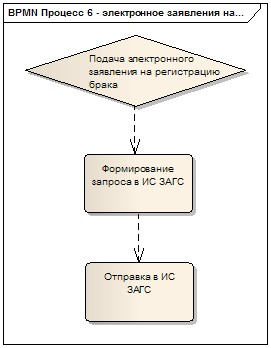 BPMN Процесс 6 - электронное заявления на...
Подача электронного
заявления на регистрацию
брака
Формирование
запроса в ИС ЗАГС
Отправка в ИС
ЗАГС